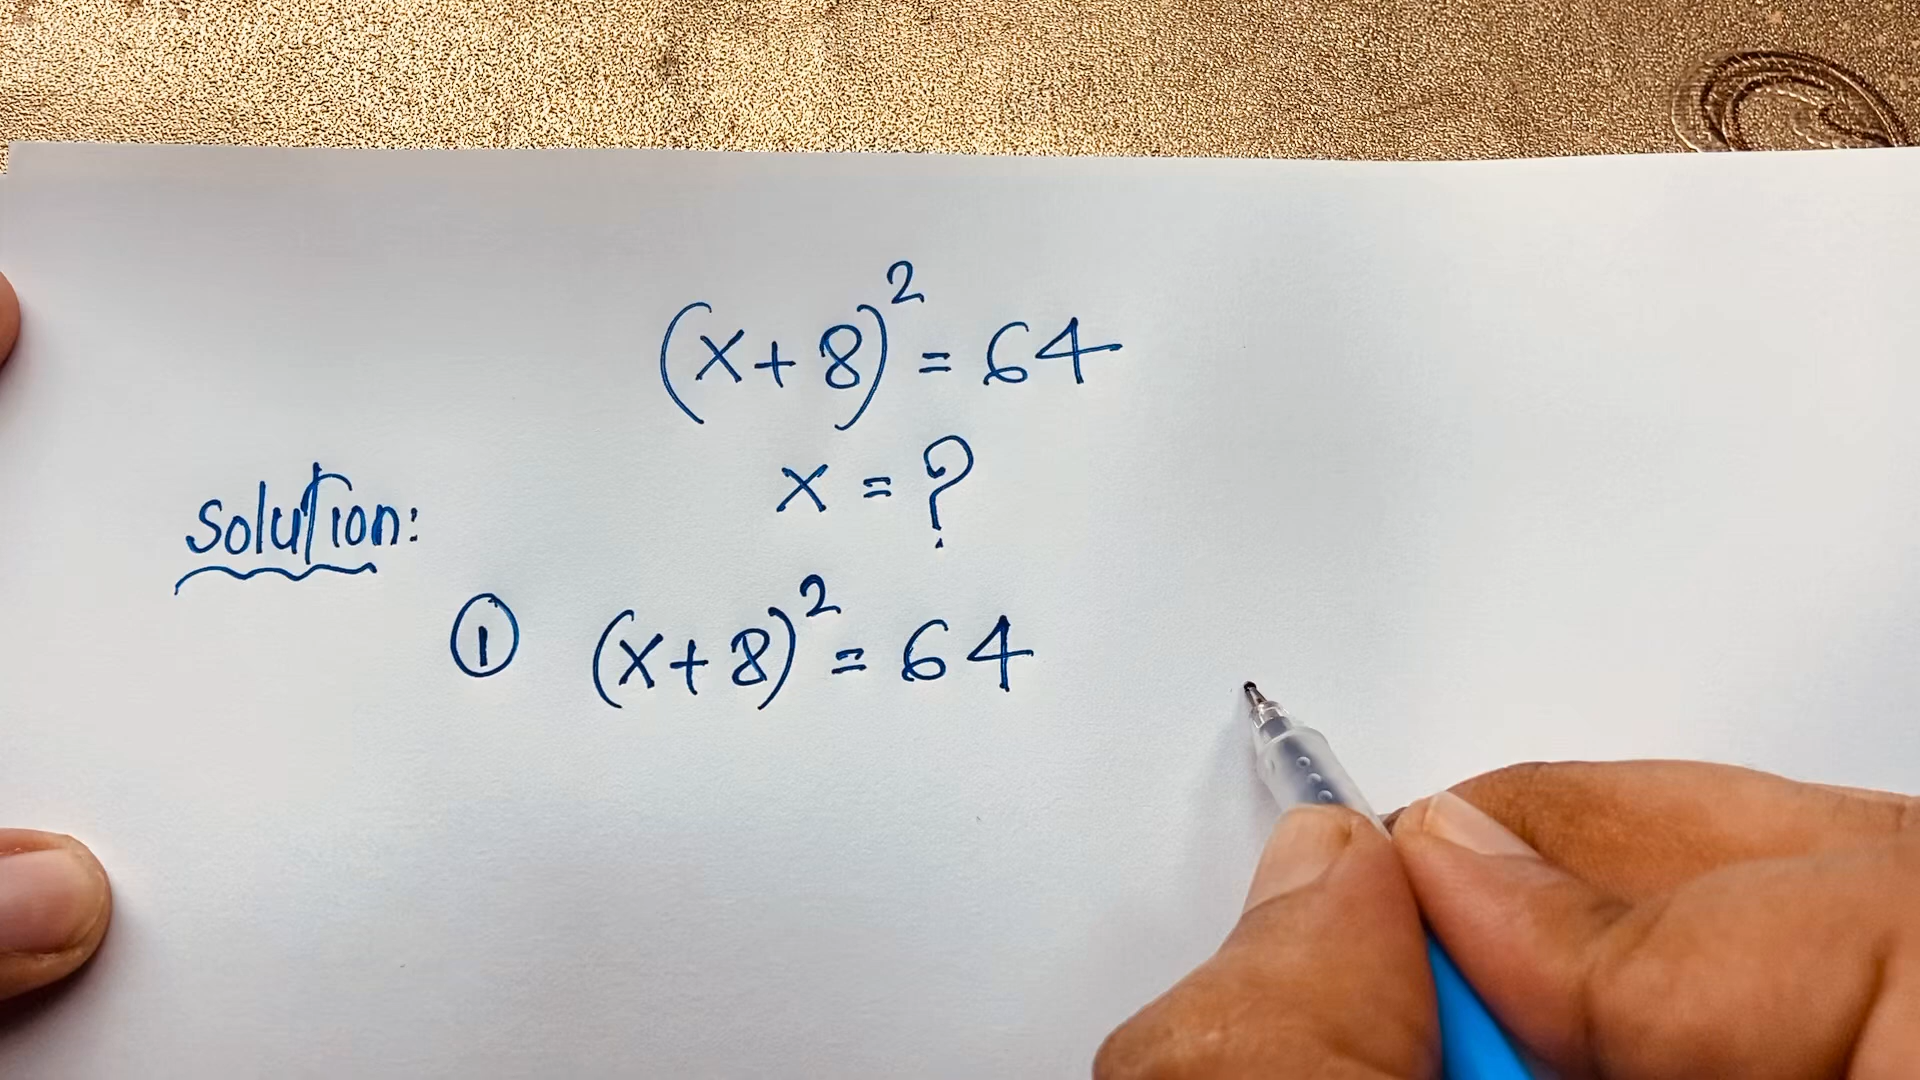 (x+8)² = 64
x = ?
Solution:
① (x+8)² = 64